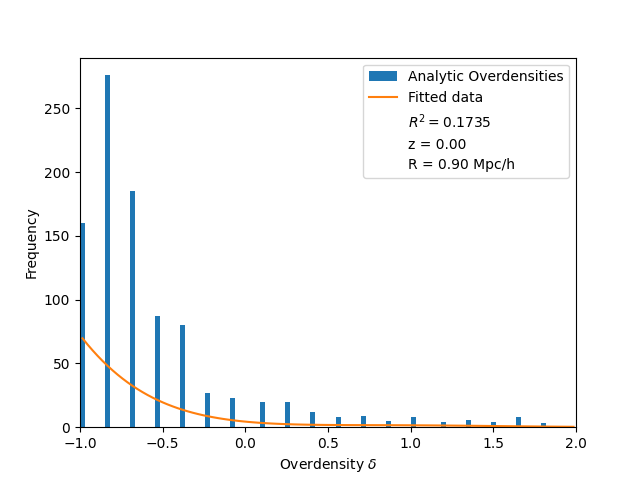 Analytic Overdensities
Fitted data
R² = 0.1735
z = 0.00
R = 0.90 Mpc/h
Frequency
250
200
150
100
50
0
−1.0 −0.5 0.0 0.5 1.0 1.5 2.0
Overdensity δ